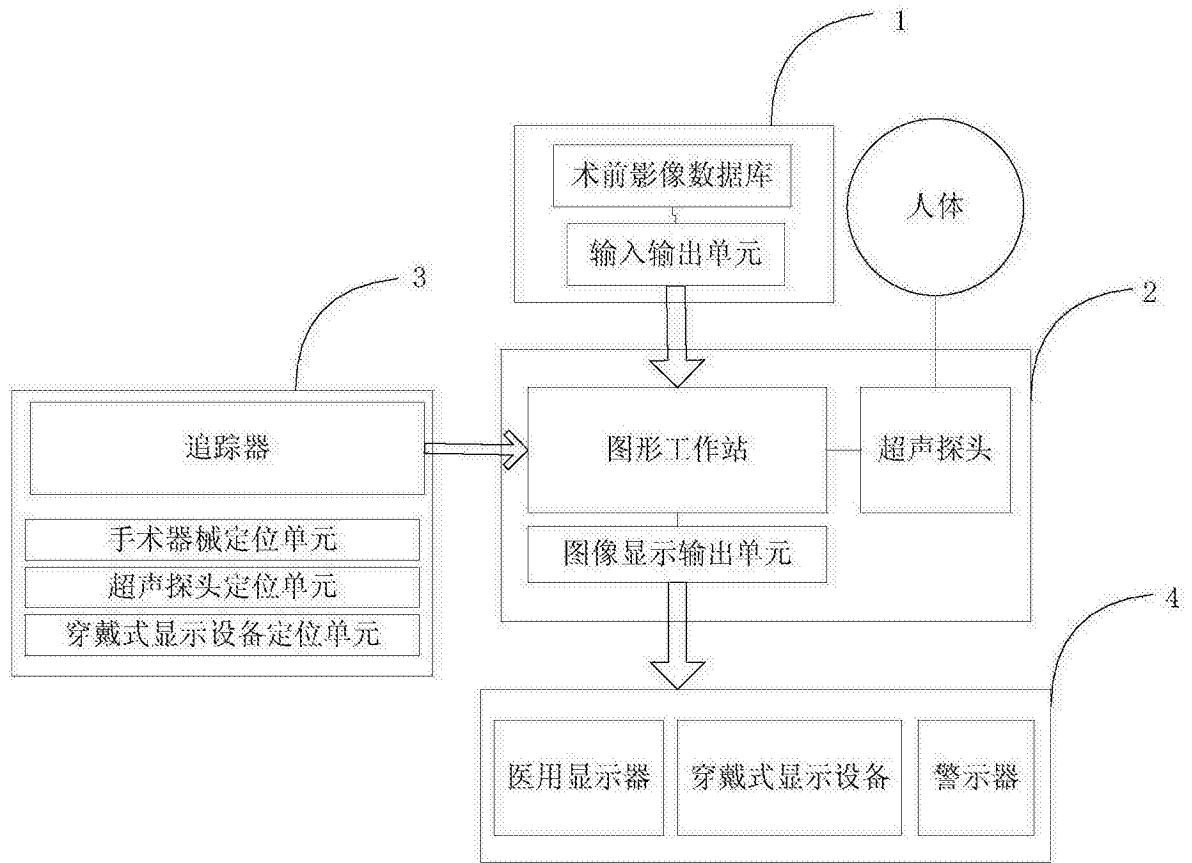 1
术前影像数据库
人体
输入输出单元
3
2
追踪器
图形工作站
超声探头
手术器械定位单元
图像显示输出单元
超声探头定位单元
穿戴式显示设备定位单元
4
医用显示器
穿戴式显示设备
警示器